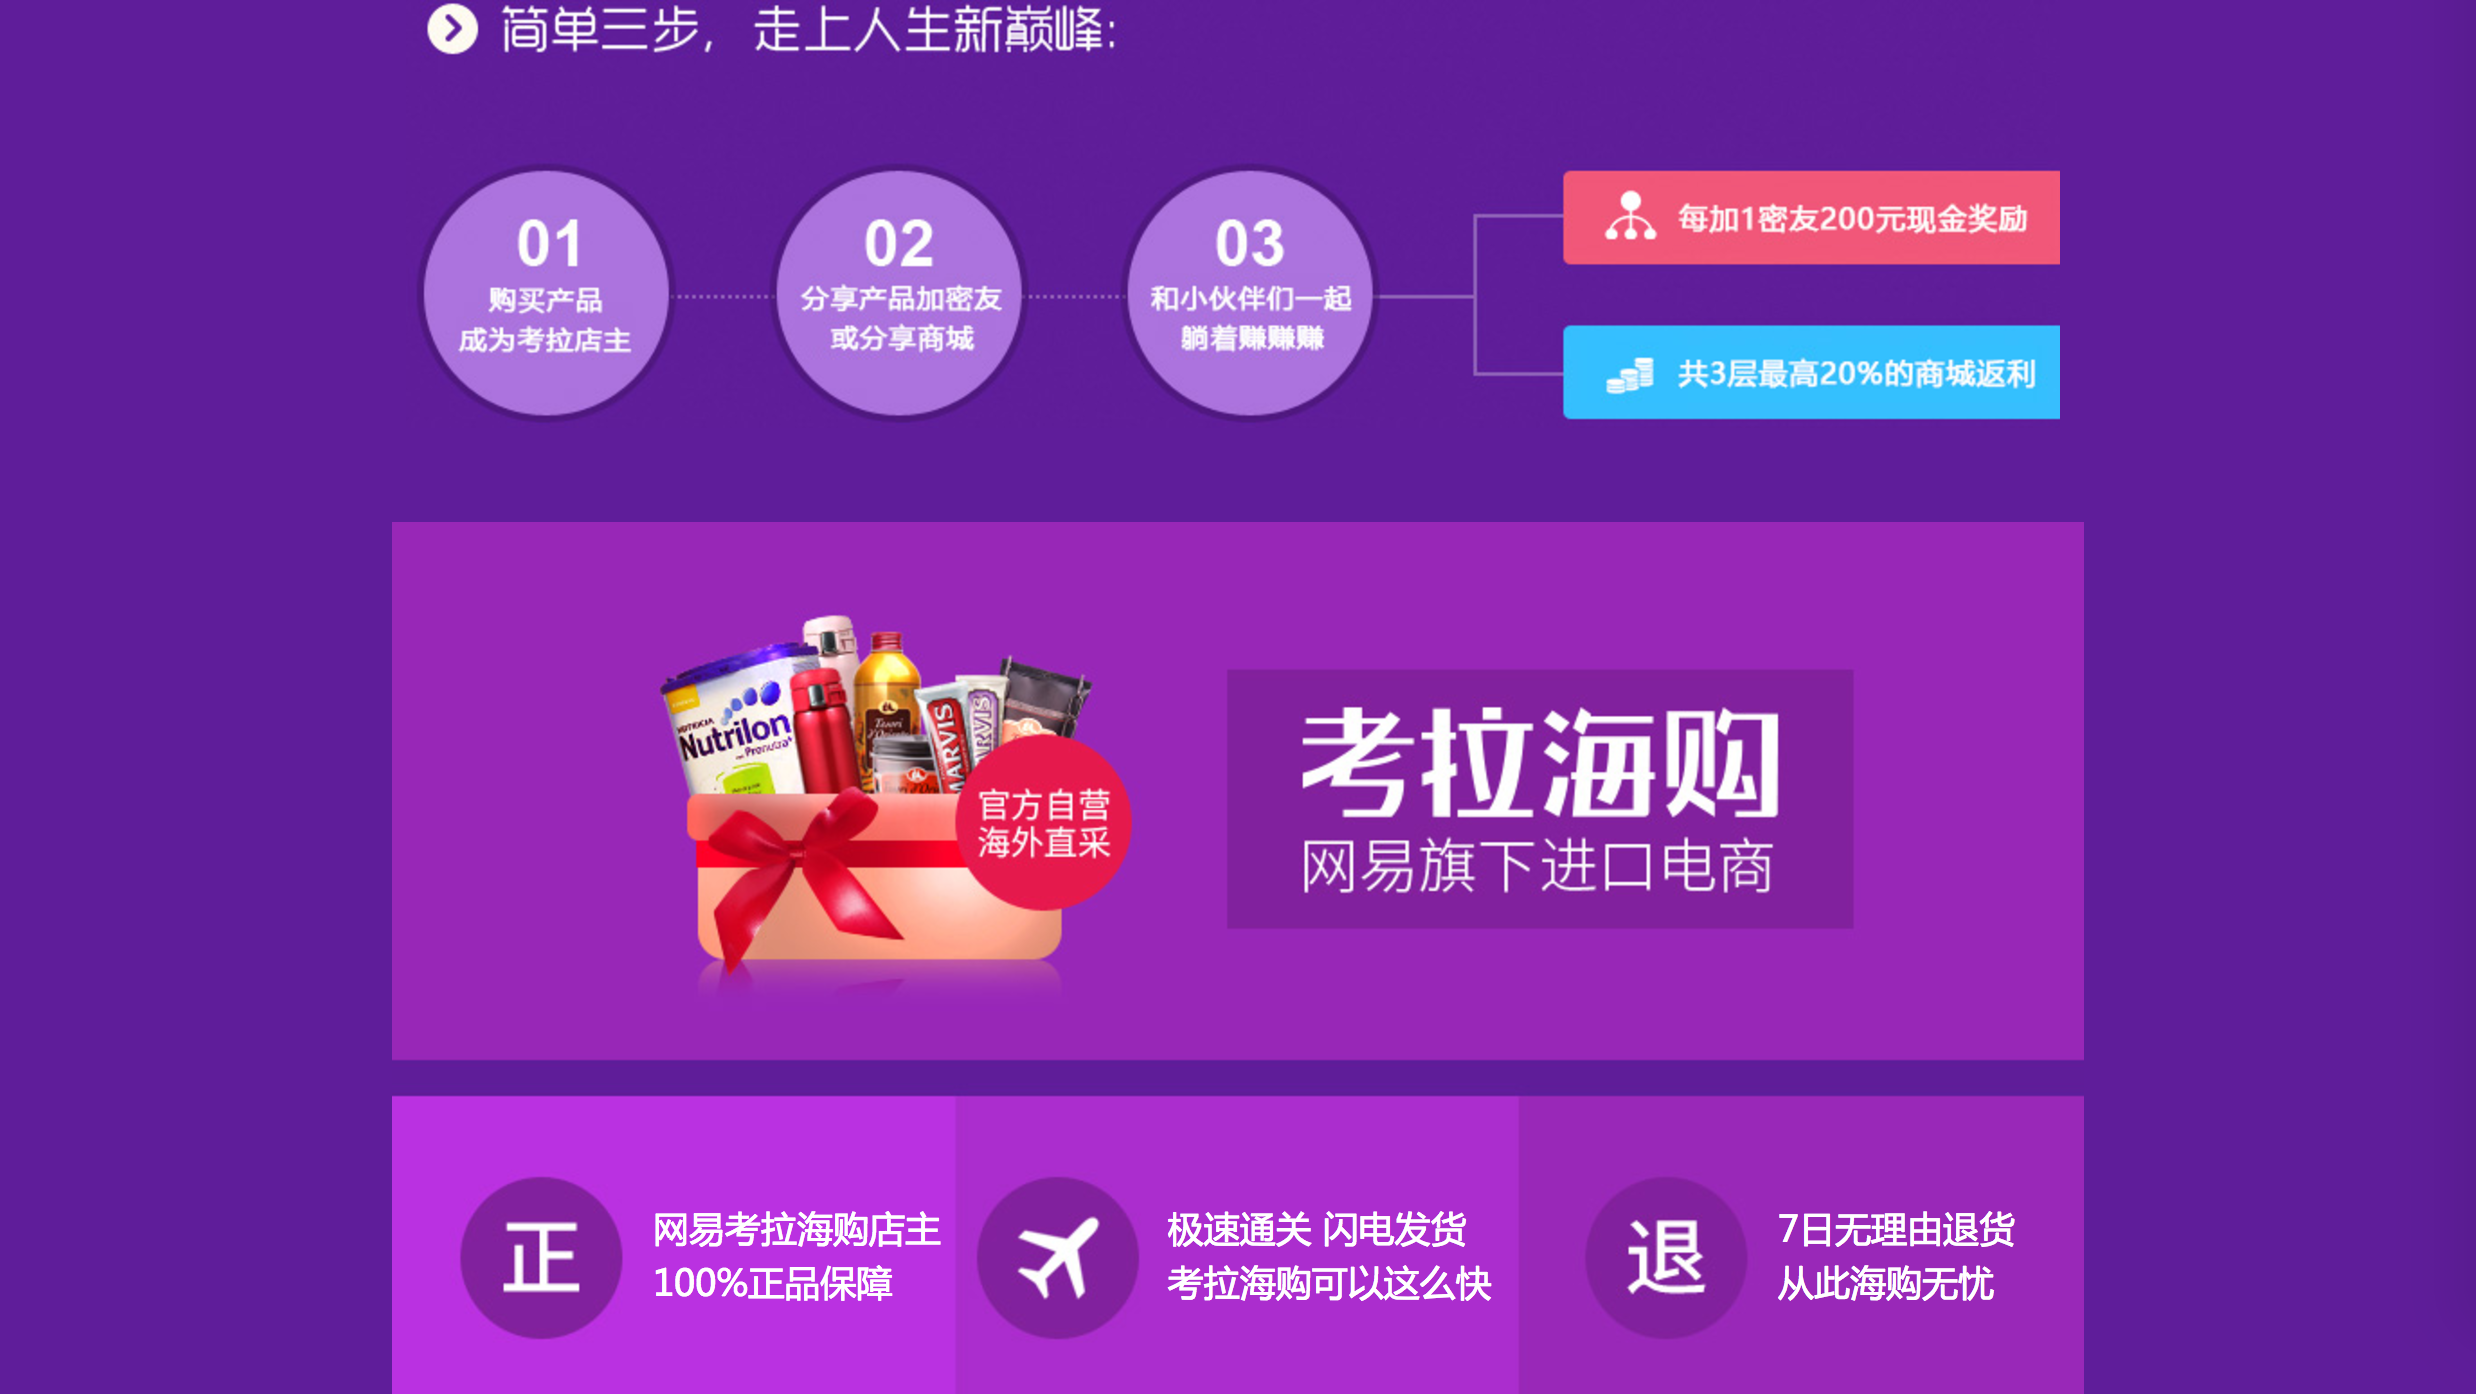 简单三步，走上人生新巅峰：
01
购买产品
成为考拉店主
02
分享产品加密友
或分享商城
03
和小伙伴们一起
躺着赚赚赚
每加1密友200元现金奖励
共3层最高20%的商城返利
NUTRICIA
Nutrilon
Pronutra+
MARVIS
MARVIS
官方自营
海外直采
考拉海购
网易旗下进口电商
正
网易考拉海购店主
100%正品保障
极速通关 闪电发货
考拉海购可以这么快
退
7日无理由退货
从此海购无忧